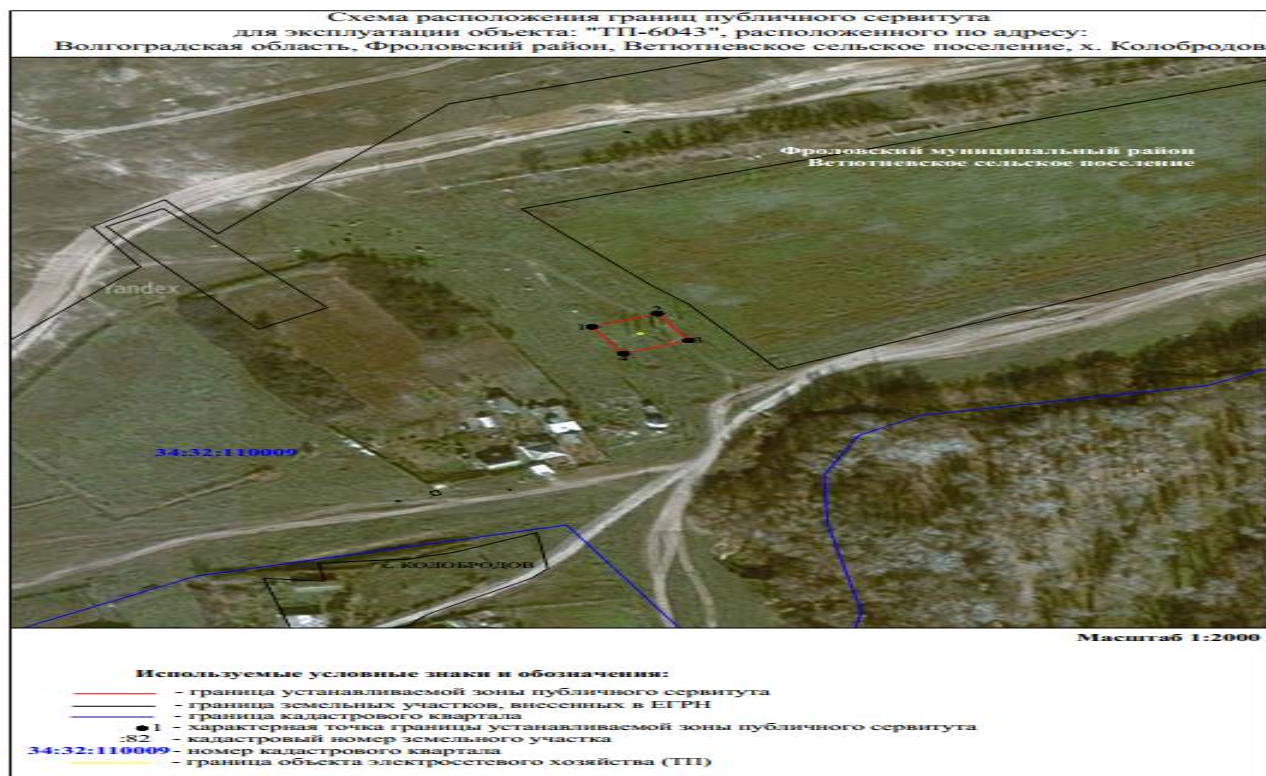 Схема расположения границ публичного сервитута
для эксплуатации объекта: "ТП-6043", расположенного по адресу:
Волгоградская область, Фроловский район, Ветютневское сельское поселение, х. Колобродов
Фроловский муниципальный район
Ветютневское сельское поселение
Yandex
1
2
3
4
34:32:110009
х. КОЛОБРОДОВ
Масштаб 1:2000
Используемые условные знаки и обозначения:
- граница устанавливаемой зоны публичного сервитута
- граница земельных участков, внесенных в ЕГРН
- граница кадастрового квартала
1 - характерная точка границы устанавливаемой зоны публичного сервитута
:82 - кадастровый номер земельного участка
34:32:110009 - номер кадастрового квартала
- граница объекта электросетевого хозяйства (ТП)